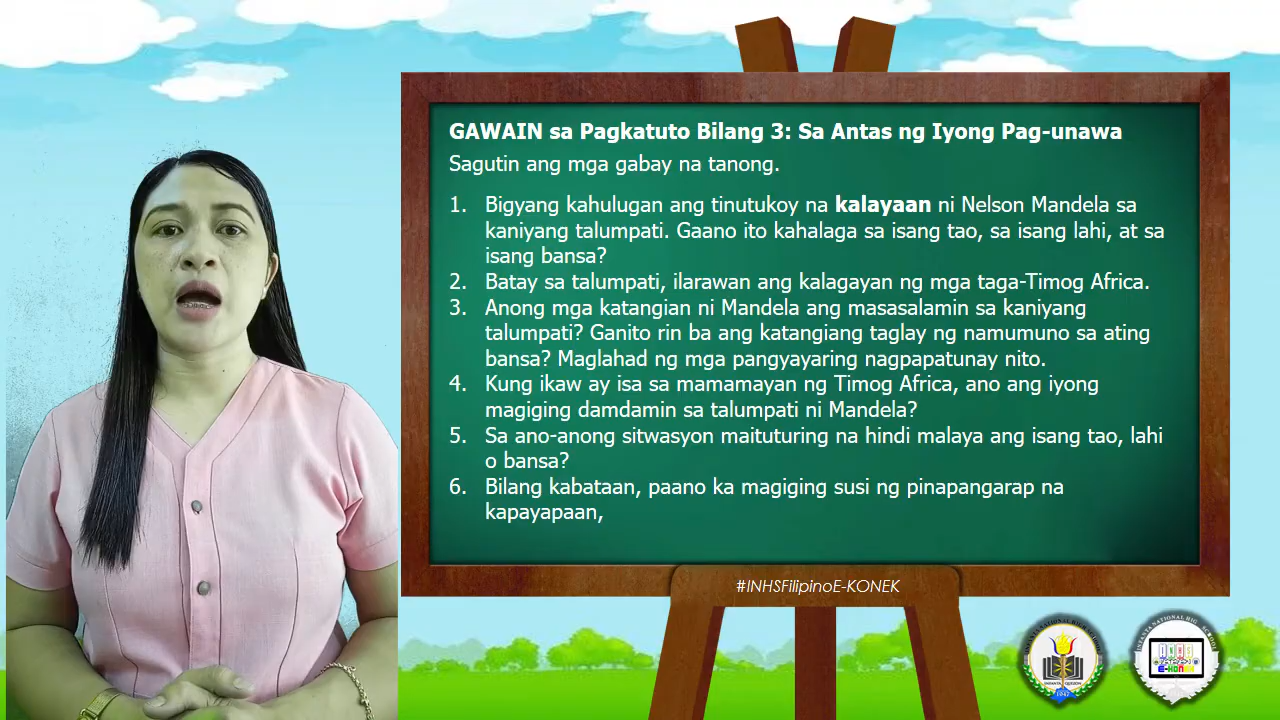 GAWAIN sa Pagkatuto Bilang 3: Sa Antas ng Iyong Pag-unawa
Sagutin ang mga gabay na tanong.
1. Bigyang kahulugan ang tinutukoy na kalayaan ni Nelson Mandela sa
kaniyang talumpati. Gaano ito kahalaga sa isang tao, sa isang lahi, at sa
isang bansa?
2. Batay sa talumpati, ilarawan ang kalagayan ng mga taga-Timog Africa.
3. Anong mga katangian ni Mandela ang masasalamin sa kaniyang
talumpati? Ganito rin ba ang katangiang taglay ng namumuno sa ating
bansa? Maglahad ng mga pangyayaring nagpapatunay nito.
4. Kung ikaw ay isa sa mamamayan ng Timog Africa, ano ang iyong
magiging damdamin sa talumpati ni Mandela?
5. Sa ano-anong sitwasyon maituturing na hindi malaya ang isang tao, lahi
o bansa?
6. Bilang kabataan, paano ka magiging susi ng pinapangarap na
kapayapaan,
#INHSFilipinoE-KONEK